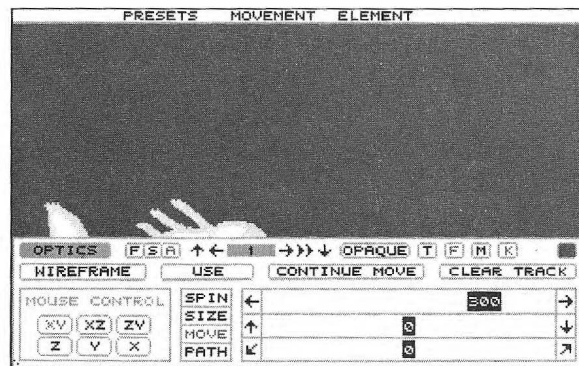 PRESETS MOVEMENT ELEMENT
OPTICS F S A ↑ ← 1 →》》↓ OPAQUE T F M K
WIREFRAME USE CONTINUE MOVE CLEAR TRACK
MOUSE CONTROL
XY XZ ZY
Z Y X
SPIN ← 300 →
SIZE
MOVE ↑ 0 ↓
PATH ↙ 0 ↗